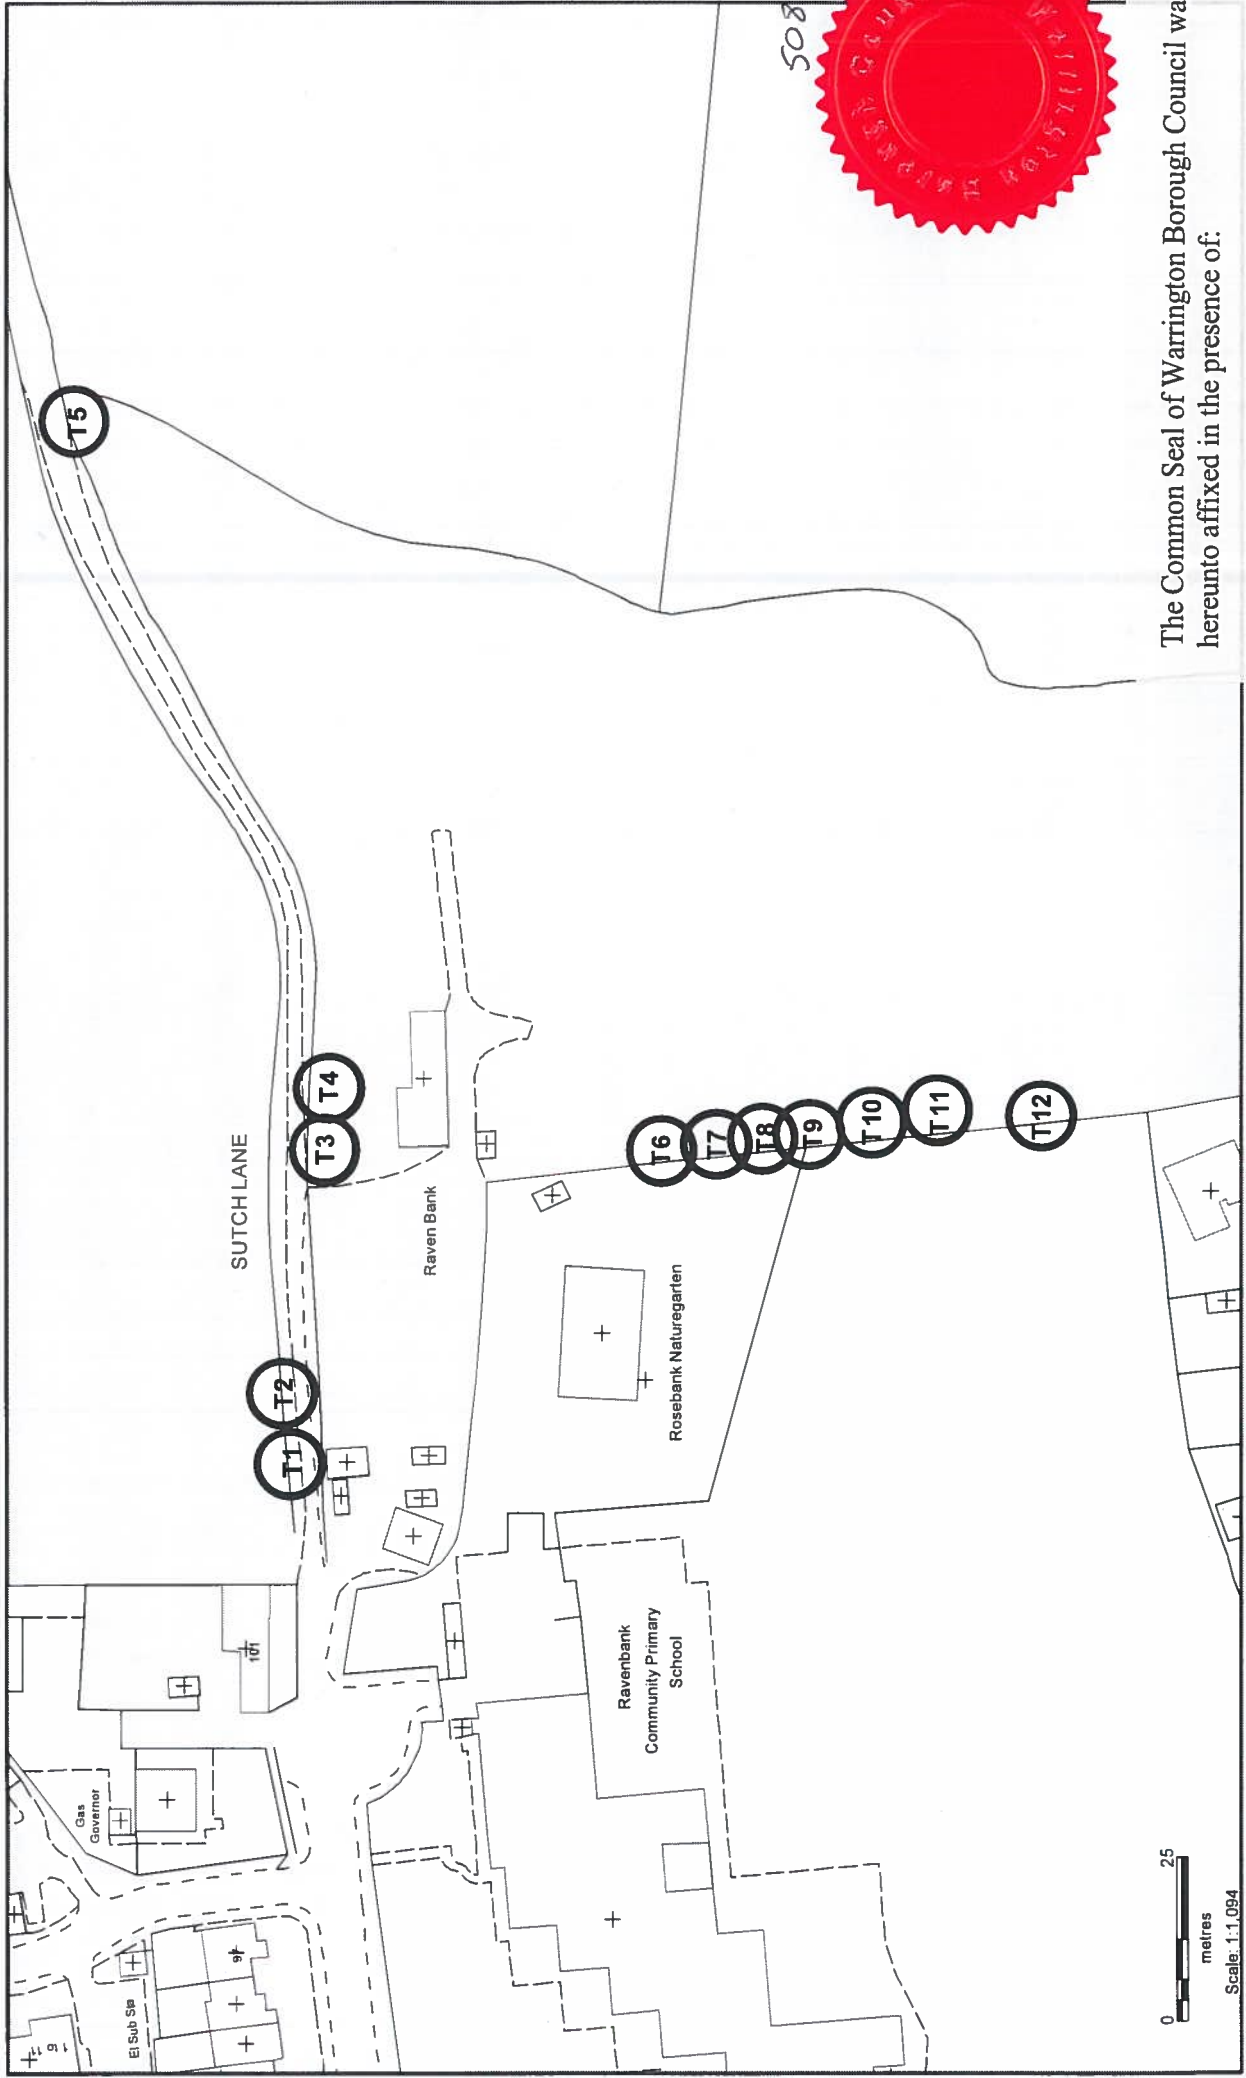 SUTCH LANE
T1
T2
T3
T4
T5
T6
T7
T8
T9
T10
T11
T12
Raven Bank
Rosebank Naturegarten
Ravenbank
Community Primary
School
Gas
Governor
El Sub Sta
101
97
0 25
metres
Scale: 1:1,094
508
The Common Seal of Warrington Borough Council wa
hereunto affixed in the presence of: